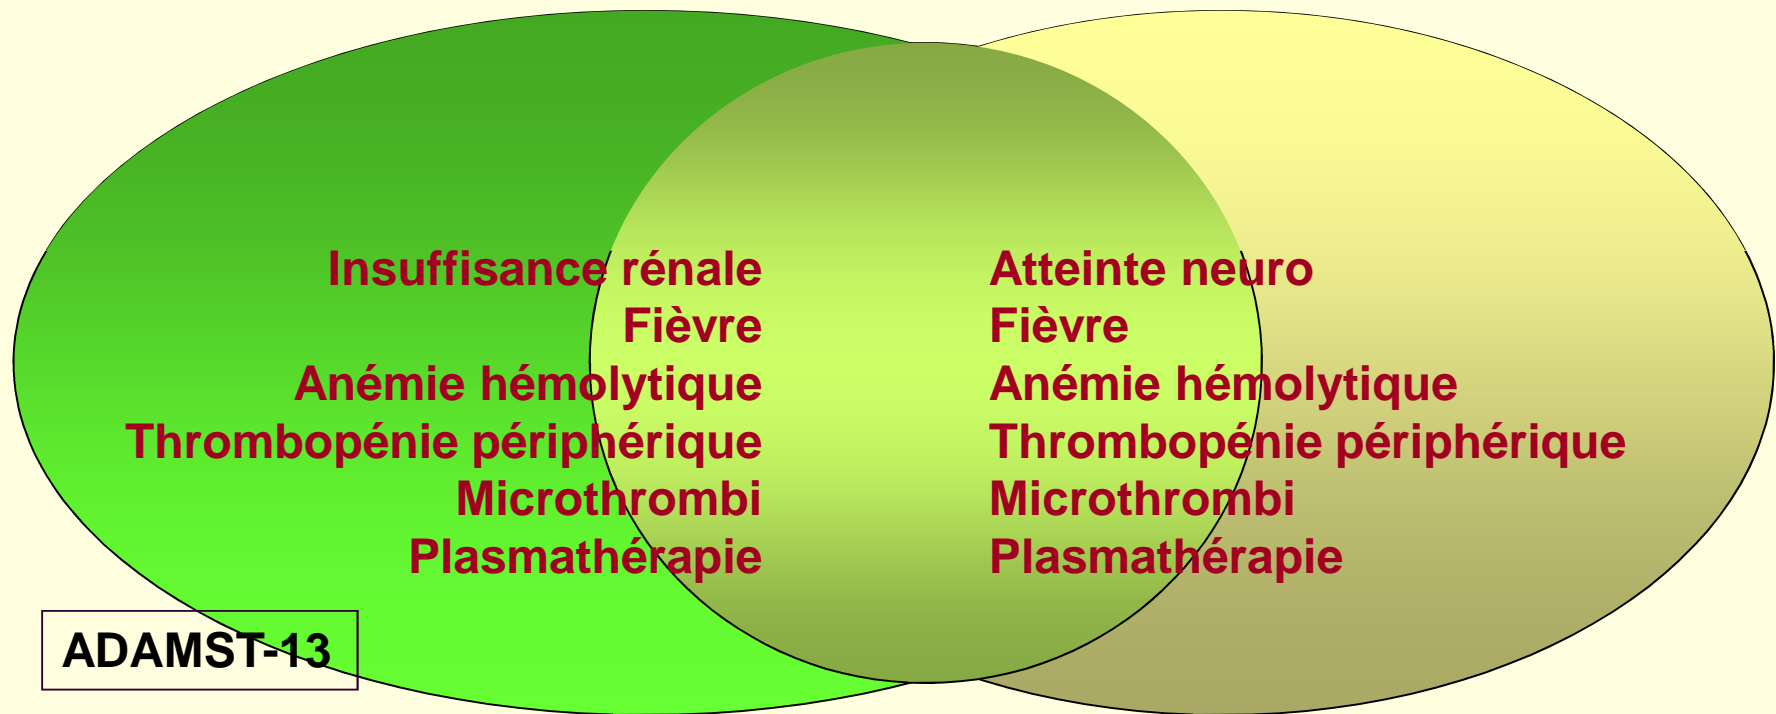 Insuffisance rénale
Fièvre
Anémie hémolytique
Thrombopénie périphérique
Microthrombi
Plasmathérapie
Atteinte neuro
Fièvre
Anémie hémolytique
Thrombopénie périphérique
Microthrombi
Plasmathérapie
ADAMST-13